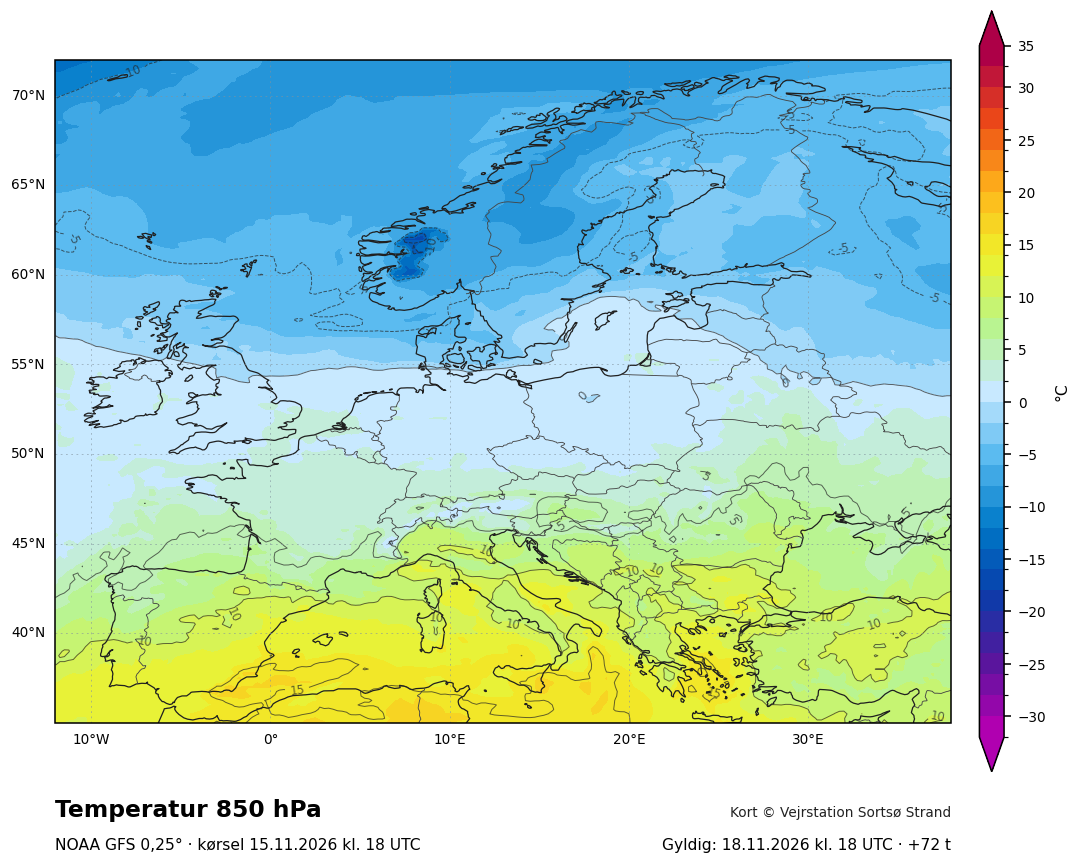 70°N
65°N
60°N
55°N
50°N
45°N
40°N
10°W
0°
10°E
20°E
30°E
35
30
25
20
15
10
5
0
−5
−10
−15
−20
−25
−30
°C
Temperatur 850 hPa
Kort © Vejrstation Sortsø Strand
NOAA GFS 0,25° · kørsel 15.11.2026 kl. 18 UTC
Gyldig: 18.11.2026 kl. 18 UTC · +72 t